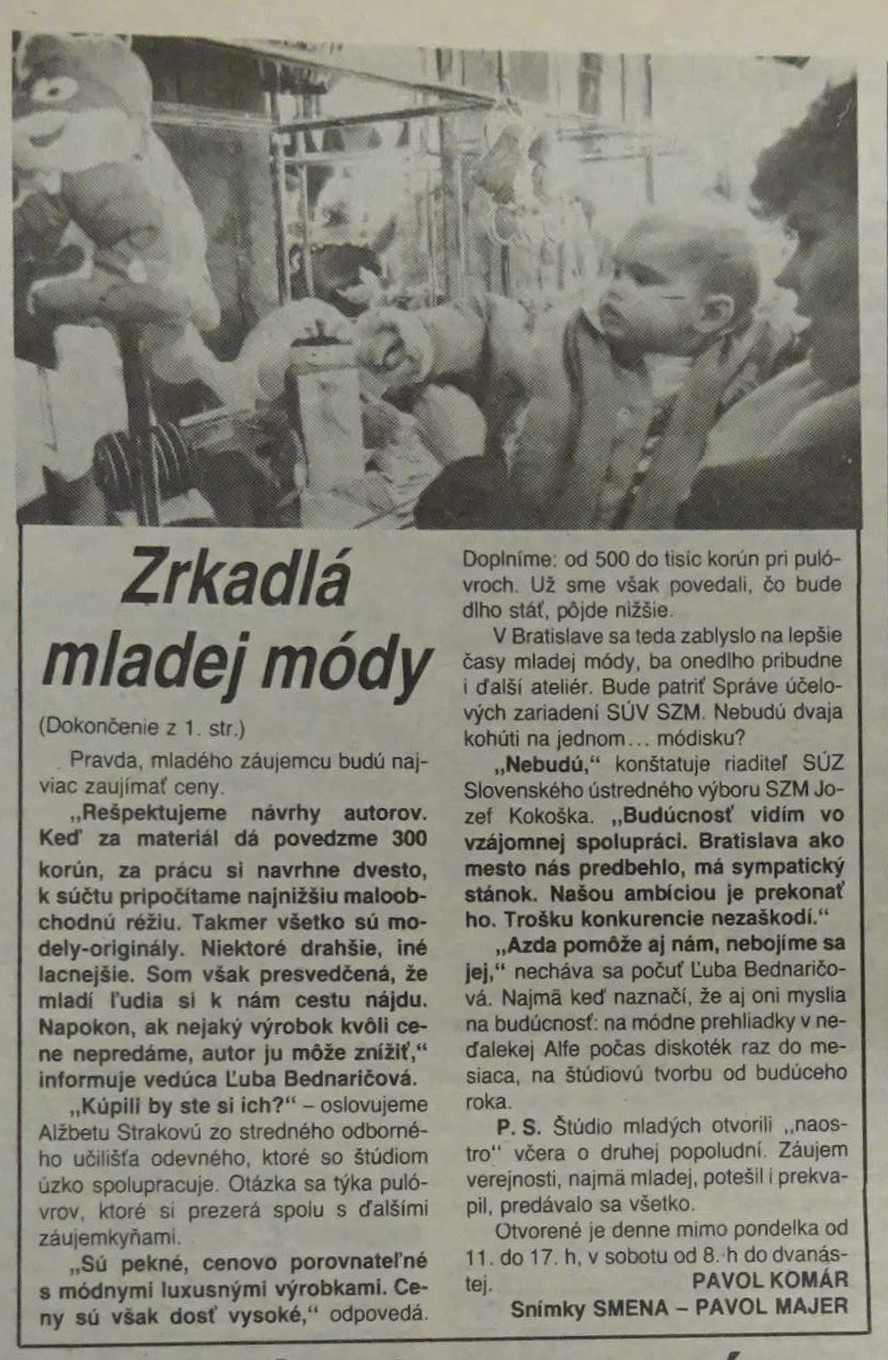 Zrkadlá
mladej módy
(Dokončenie z 1. str.)
Pravda, mladého záujemcu budú naj-
viac zaujímať ceny.
„Rešpektujeme návrhy autorov.
Keď za materiál dá povedzme 300
korún, za prácu si navrhne dvesto,
k súčtu pripočítame najnižšiu maloob-
chodnú réžiu. Takmer všetko sú mo-
dely-originály. Niektoré drahšie, iné
lacnejšie. Som však presvedčená, že
mladí ľudia si k nám cestu nájdu.
Napokon, ak nejaký výrobok kvôli ce-
ne nepredáme, autor ju môže znížiť,“
informuje vedúca Ľuba Bednaričová.
„Kúpili by ste si ich?“ – oslovujeme
Alžbetu Strakovú zo stredného odborné-
ho učilišťa odevného, ktoré so štúdiom
úzko spolupracuje. Otázka sa týka puló-
vrov, ktoré si prezerá spolu s ďalšími
záujemkyňami.
„Sú pekné, cenovo porovnateľné
s módnymi luxusnými výrobkami. Ce-
ny sú však dosť vysoké,“ odpovedá.
Doplníme: od 500 do tisíc korún pri puló-
vroch. Už sme však povedali, čo bude
dlho stáť, pôjde nižšie.
V Bratislave sa teda zablyslo na lepšie
časy mladej módy, ba onedlho pribudne
i ďalší ateliér. Bude patriť Správe účelo-
vých zariadení SÚV SZM. Nebudú dvaja
kohúti na jednom... módisku?
„Nebudú,“ konštatuje riaditeľ SÚZ
Slovenského ústredného výboru SZM Jo-
zef Kokoška. „Budúcnosť vidím vo
vzájomnej spolupráci. Bratislava ako
mesto nás predbehlo, má sympatický
stánok. Našou ambíciou je prekonať
ho. Trošku konkurencie nezaškodí.“
„Azda pomôže aj nám, nebojíme sa
jej,“ necháva sa počuť Ľuba Bednaričo-
vá. Najmä keď naznačí, že aj oni myslia
na budúcnosť: na módne prehliadky v ne-
ďalekej Alfe počas diskoték raz do me-
siaca, na štúdiovú tvorbu od budúceho
roka.
P. S. Štúdio mladých otvorili „naos-
tro“ včera o druhej popoludní. Záujem
verejnosti, najmä mladej, potešil i prekva-
pil, predávalo sa všetko.
Otvorené je denne mimo pondelka od
11. do 17. h, v sobotu od 8. h do dvanás-
tej. PAVOL KOMÁR
Snímky SMENA – PAVOL MAJER